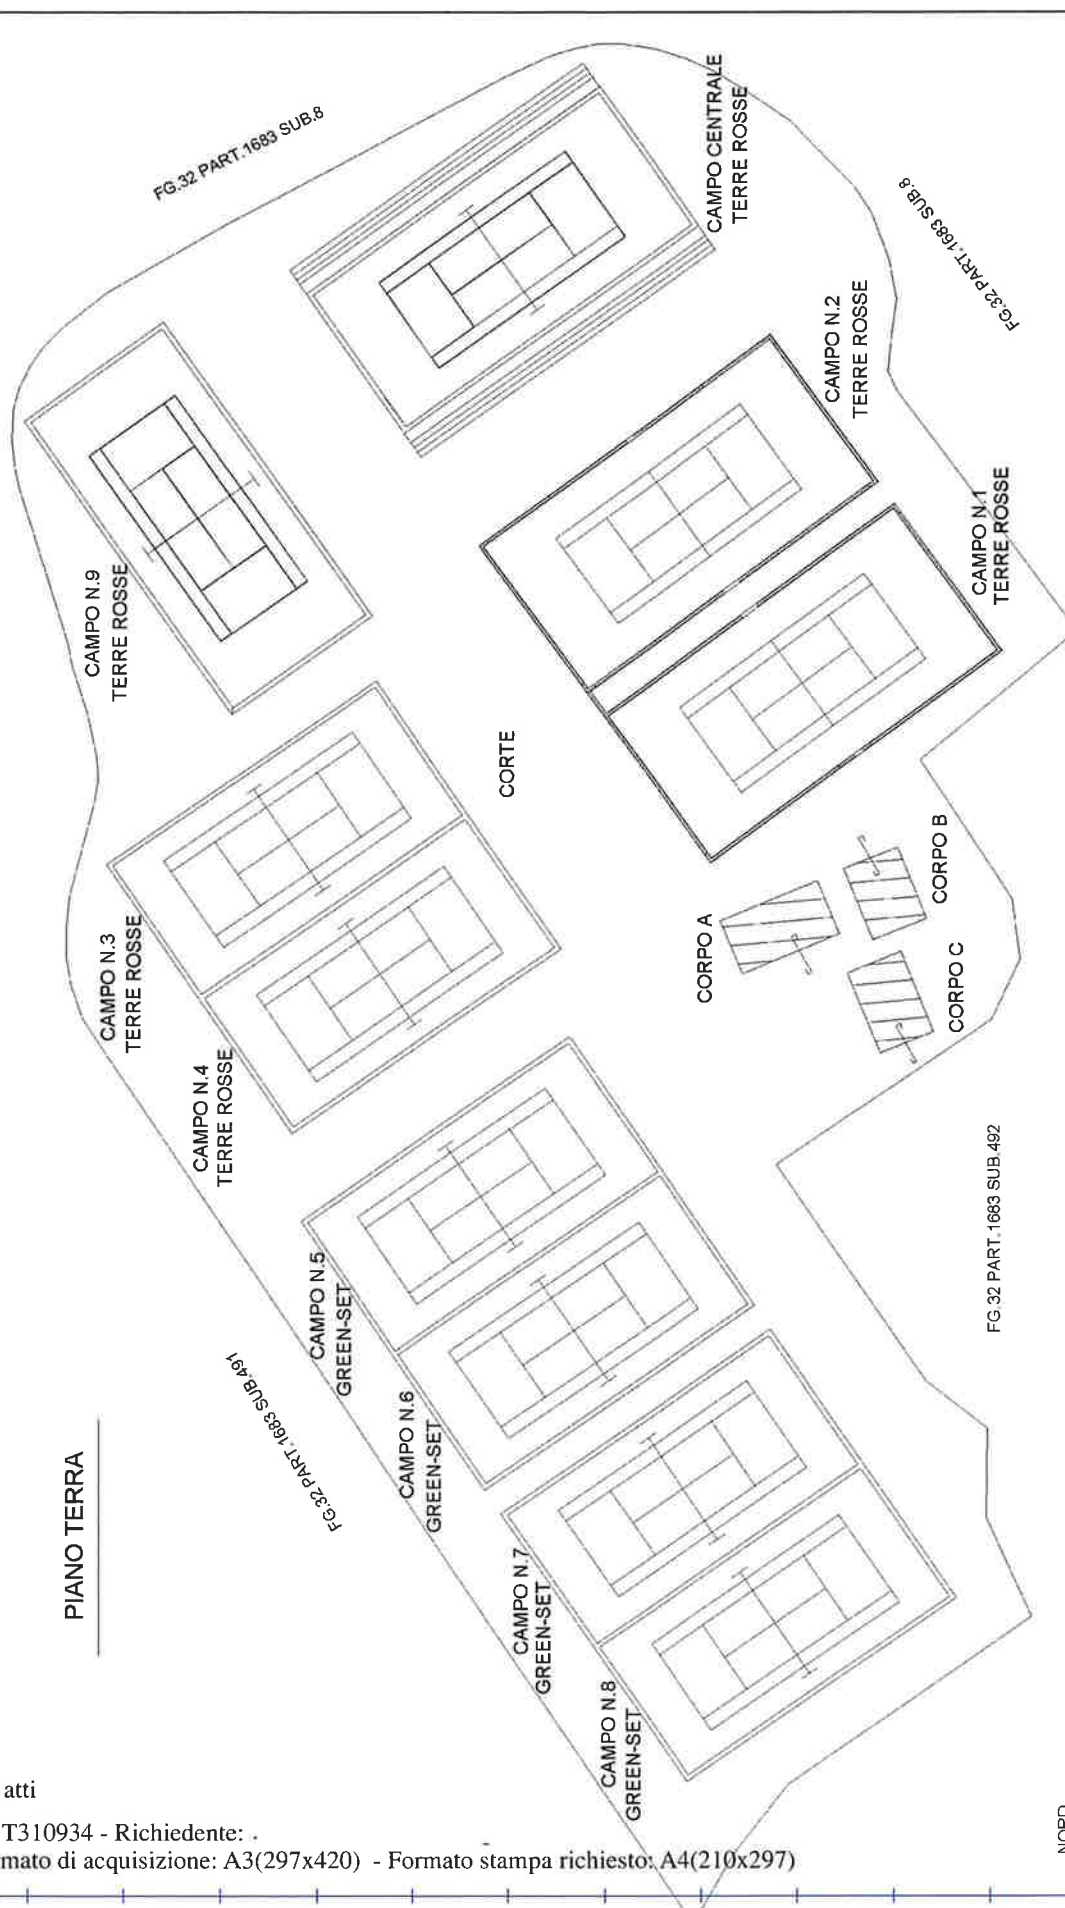 FG.32 PART.1683 SUB.8
CAMPO CENTRALE
TERRE ROSSE
FG.32 PART.1683 SUB.8
CAMPO N.2
TERRE ROSSE
CAMPO N.1
TERRE ROSSE
CAMPO N.9
TERRE ROSSE
CORTE
CAMPO N.3
TERRE ROSSE
CAMPO N.4
TERRE ROSSE
CORPO A
CORPO B
CORPO C
CAMPO N.5
GREEN-SET
CAMPO N.6
GREEN-SET
FG.32 PART.1683 SUB.491
FG.32 PART.1683 SUB.492
PIANO TERRA
CAMPO N.7
GREEN-SET
CAMPO N.8
GREEN-SET
atti
T310934 - Richiedente: .
mato di acquisizione: A3(297x420) - Formato stampa richiesto: A4(210x297)
NORD